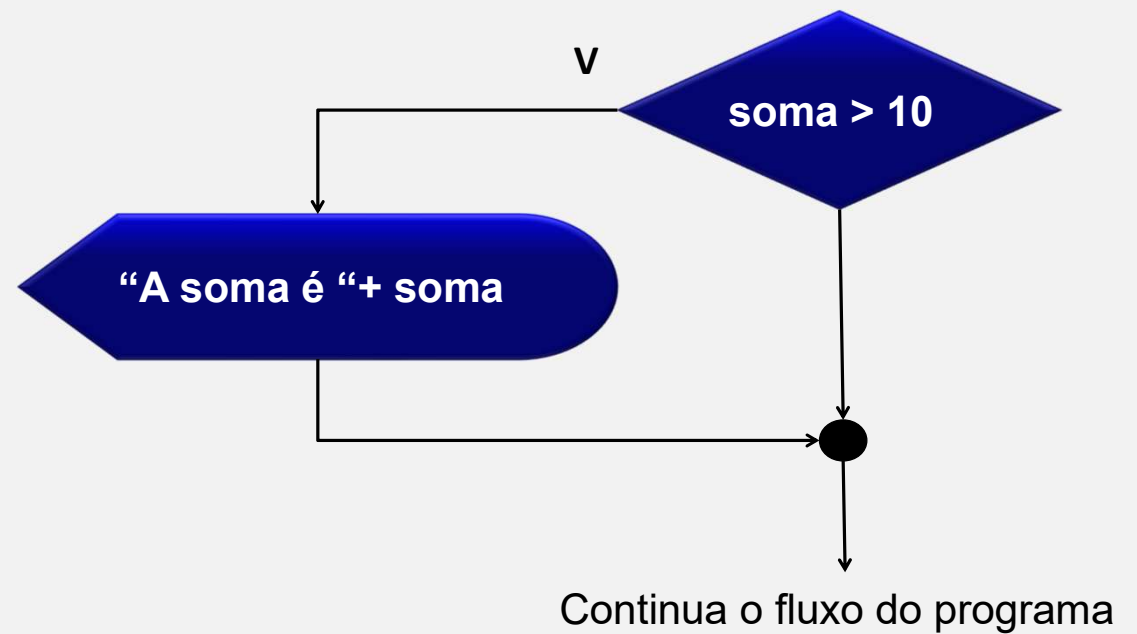 V
soma > 10
“A soma é “+ soma
Continua o fluxo do programa